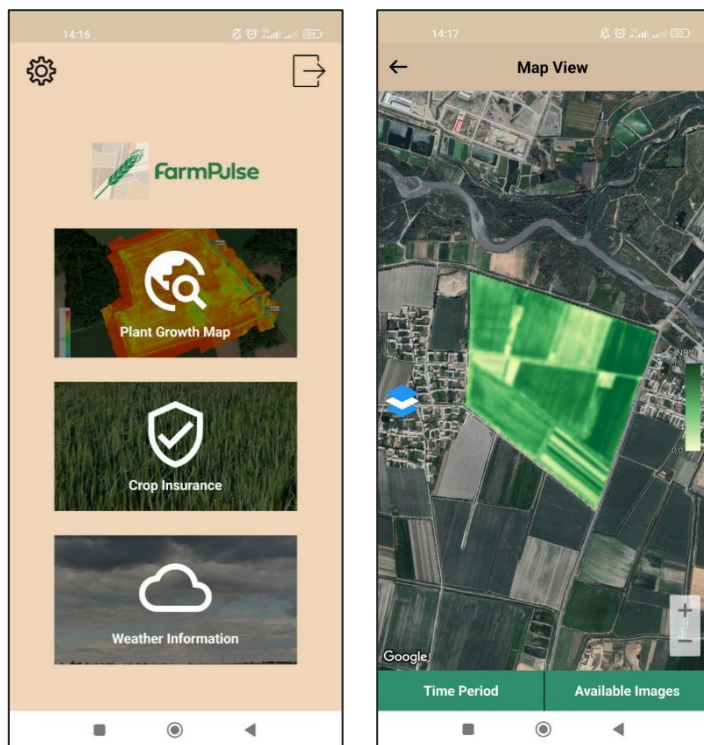 14:16
FarmPulse
Plant Growth Map
Crop Insurance
Weather Information
14:17
Map View
Google
Time Period
Available Images